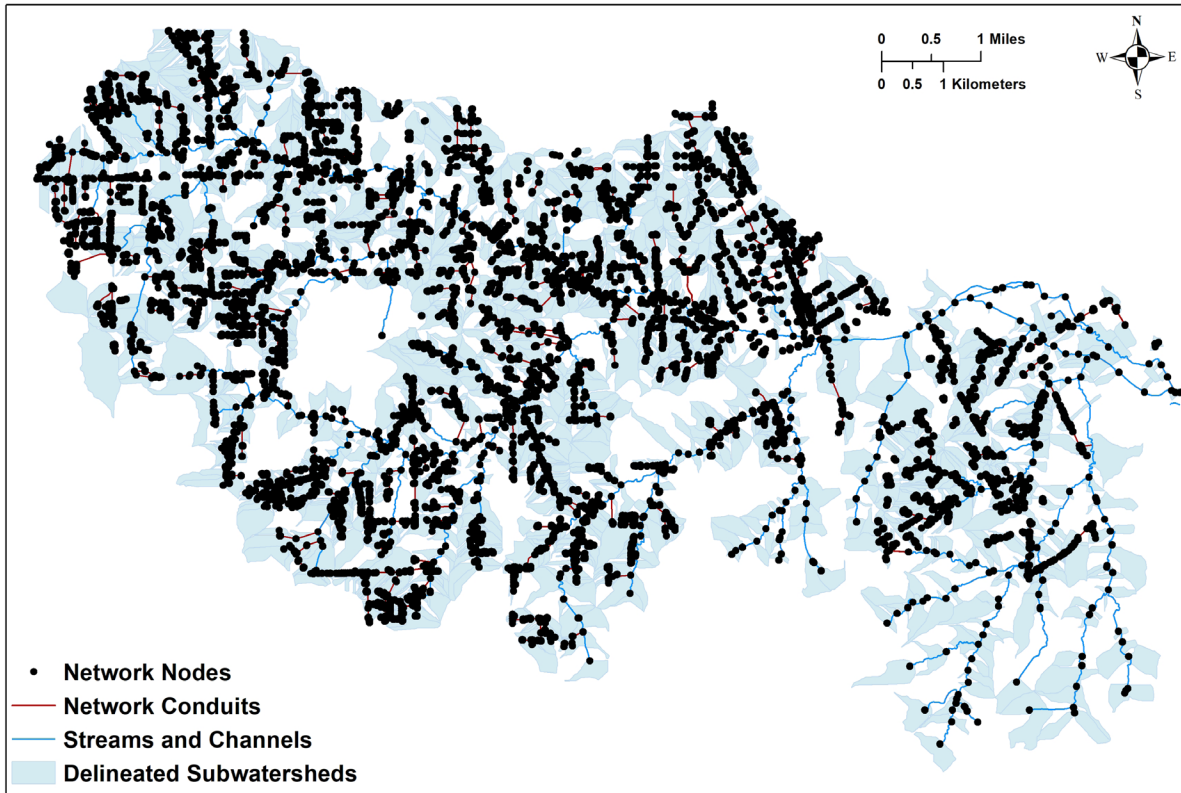 0 0.5 1 Miles
0 0.5 1 Kilometers
N
W E
S
Network Nodes
Network Conduits
Streams and Channels
Delineated Subwatersheds